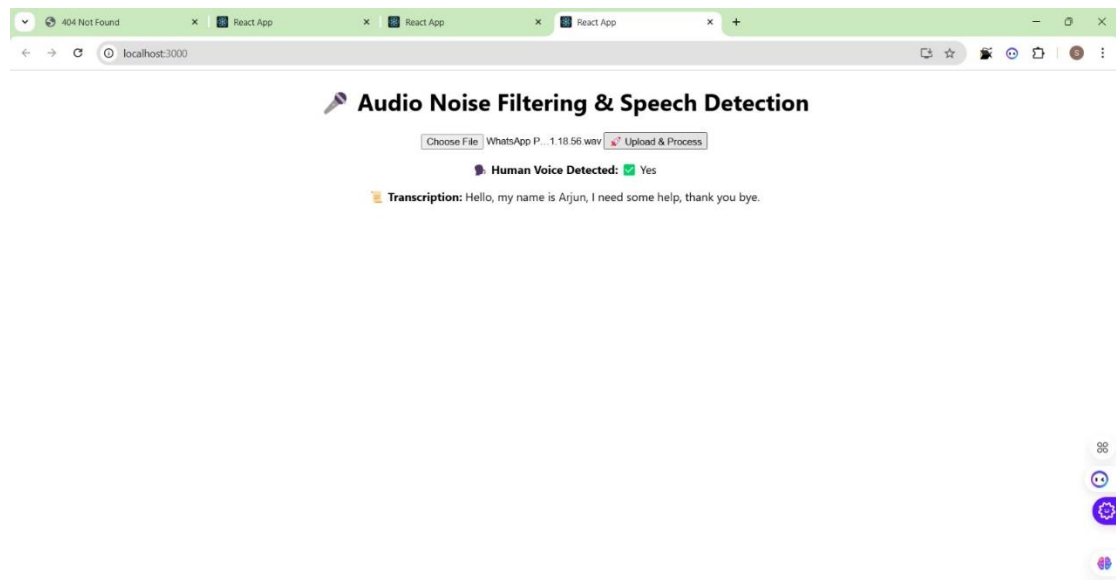 404 Not Found
React App
React App
React App
localhost:3000
S
🎤 Audio Noise Filtering & Speech Detection
Choose File WhatsApp P...1.18.56.wav 🚀 Upload & Process
🗣 Human Voice Detected: ✅ Yes
📜 Transcription: Hello, my name is Arjun, I need some help, thank you bye.